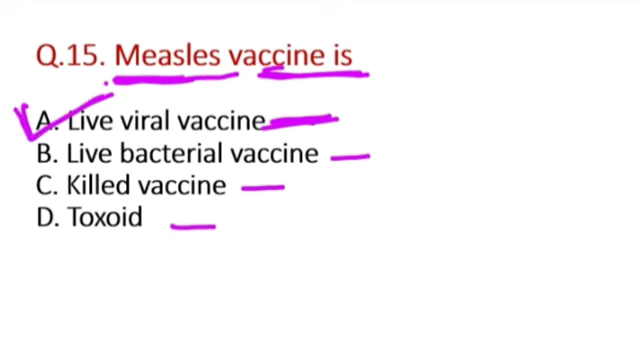 Q.15. Measles vaccine is
A. Live viral vaccine
B. Live bacterial vaccine
C. Killed vaccine
D. Toxoid